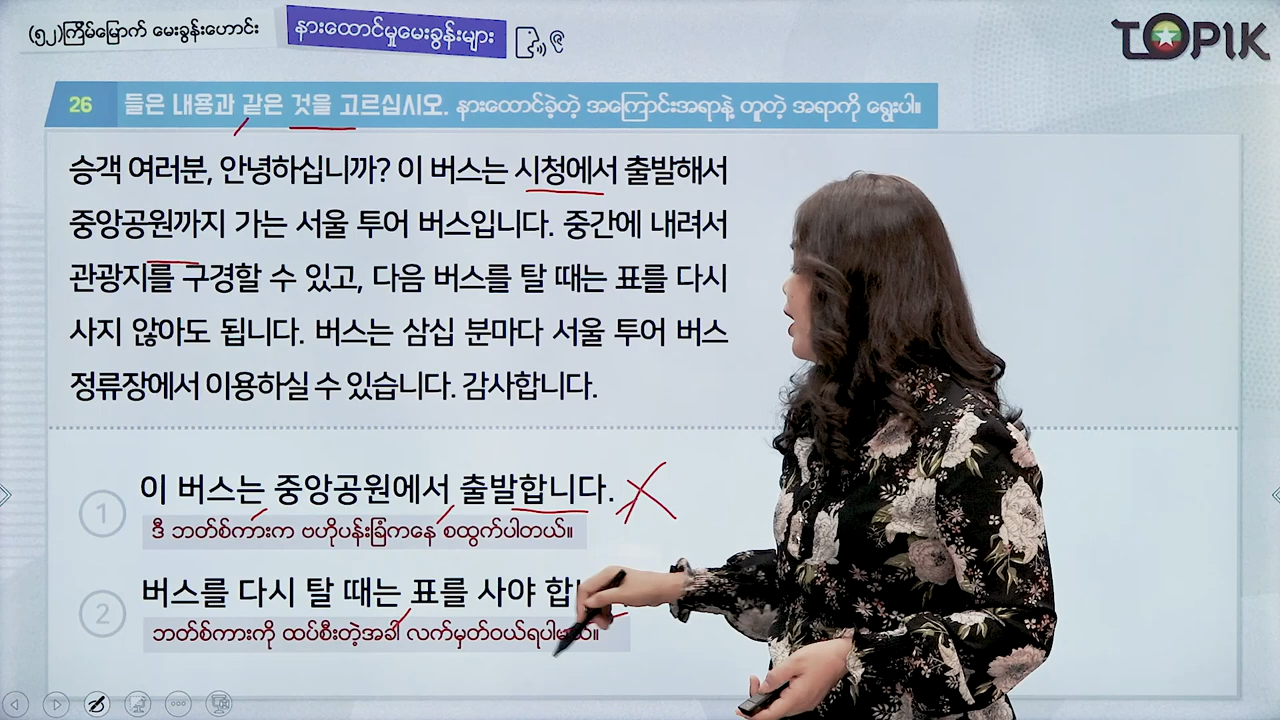 (၅၂)ကြိမ်မြောက် မေးခွန်းဟောင်း
နားထောင်မှုမေးခွန်းများ
TOPIK
26 들은 내용과 같은 것을 고르십시오. နားထောင်ခဲ့တဲ့ အကြောင်းအရာနဲ့ တူတဲ့ အရာကို ရွေးပါ။
승객 여러분, 안녕하십니까? 이 버스는 시청에서 출발해서
중앙공원까지 가는 서울 투어 버스입니다. 중간에 내려서
관광지를 구경할 수 있고, 다음 버스를 탈 때는 표를 다시
사지 않아도 됩니다. 버스는 삼십 분마다 서울 투어 버스
정류장에서 이용하실 수 있습니다. 감사합니다.
1 이 버스는 중앙공원에서 출발합니다.
ဒီ ဘတ်စ်ကားက ဗဟိုပန်းခြံကနေ စထွက်ပါတယ်။
2 버스를 다시 탈 때는 표를 사야
ဘတ်စ်ကားကို ထပ်စီးတဲ့အခါ